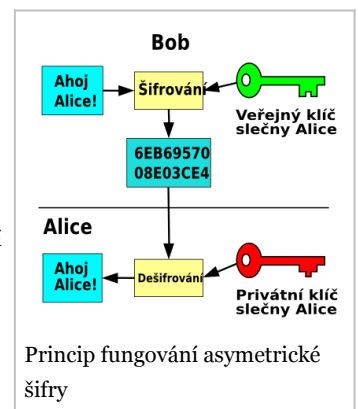 Bob
Ahoj
Alice!
Šifrování
Veřejný klíč
slečny Alice
6EB69570
08E03CE4
Alice
Ahoj
Alice!
Dešifrování
Privátní klíč
slečny Alice
Princip fungování asymetrické
šifry